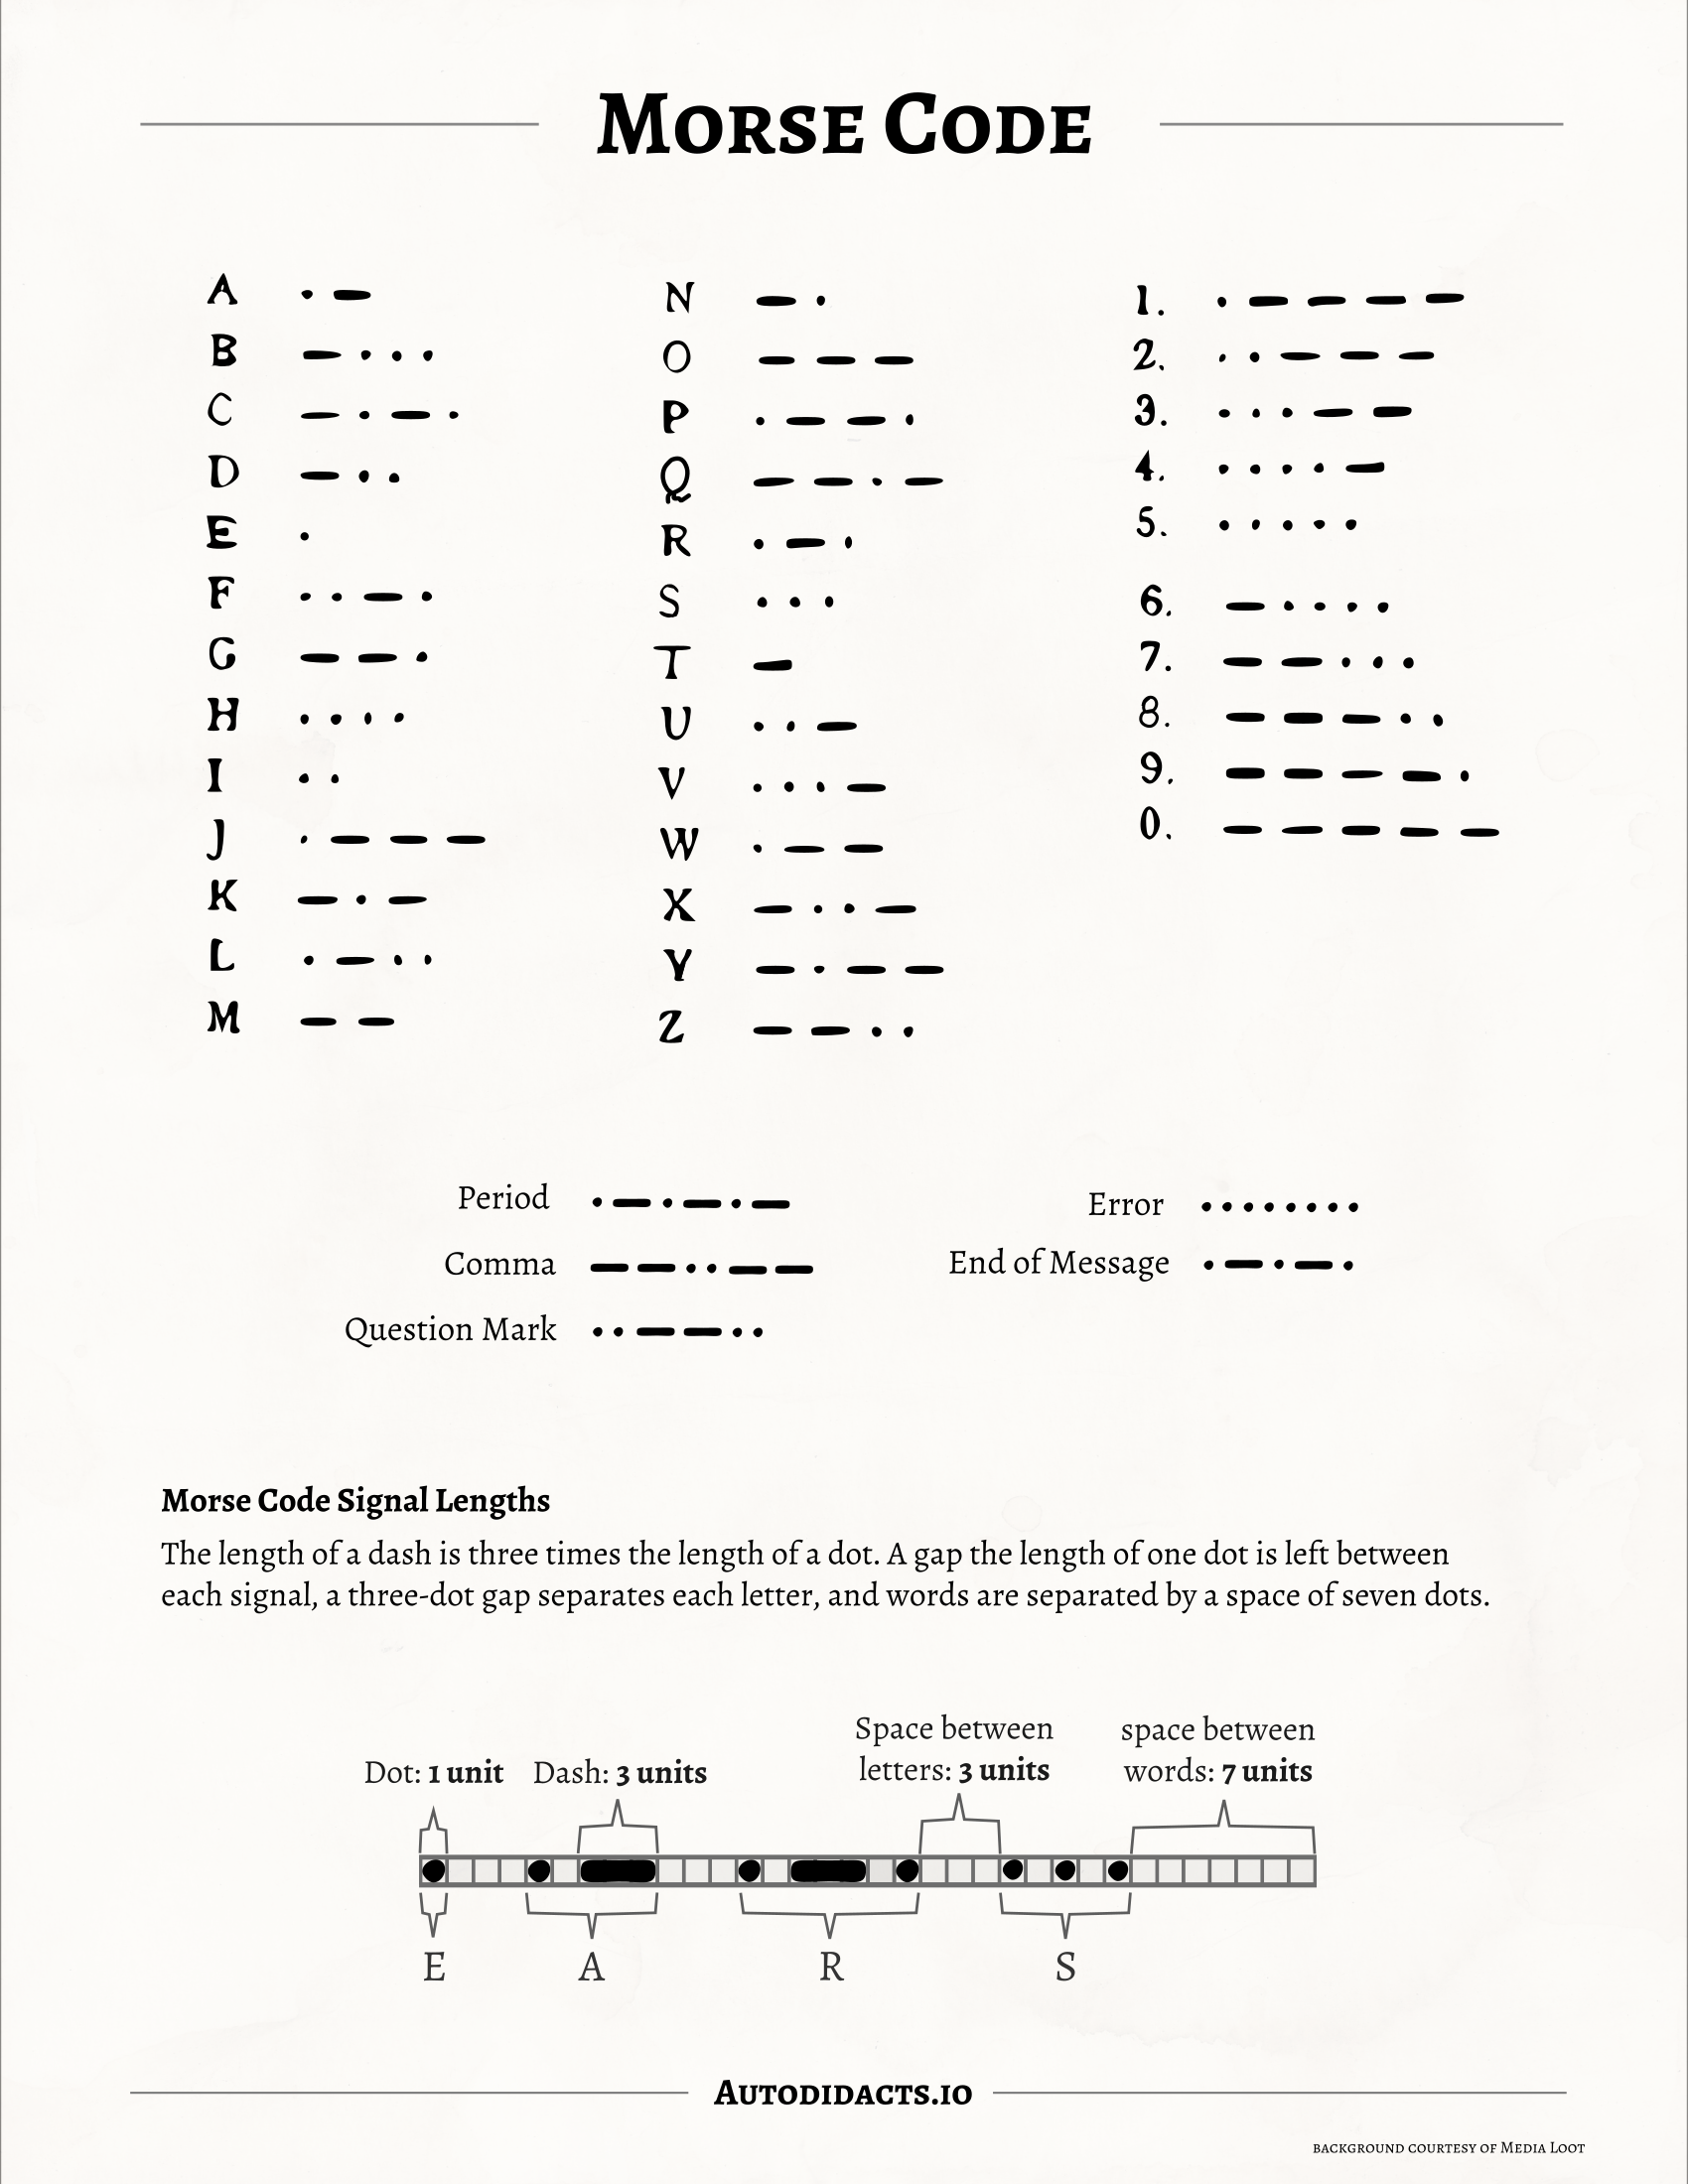 Morse Code
A · —
B — · · ·
C — · — ·
D — · ·
E ·
F · · — ·
G — — ·
H · · · ·
I · ·
J · — — —
K — · —
L · — · ·
M — —
N — ·
O — — —
P · — — ·
Q — — · —
R · — ·
S · · ·
T —
U · · —
V · · · —
W · — —
X — · · —
Y — · — —
Z — — · ·
1. · — — — —
2. · · — — —
3. · · · — —
4. · · · · —
5. · · · · ·
6. — · · · ·
7. — — · · ·
8. — — — · ·
9. — — — — ·
0. — — — — —
Period · — · — · —
Comma — — · · — —
Question Mark · · — — · ·
Error · · · · · · · ·
End of Message · — · — ·
Morse Code Signal Lengths
The length of a dash is three times the length of a dot. A gap the length of one dot is left between
each signal, a three-dot gap separates each letter, and words are separated by a space of seven dots.
Dot: 1 unit
Dash: 3 units
Space between
letters: 3 units
space between
words: 7 units
E A R S
Autodidacts.io
background courtesy of Media Loot